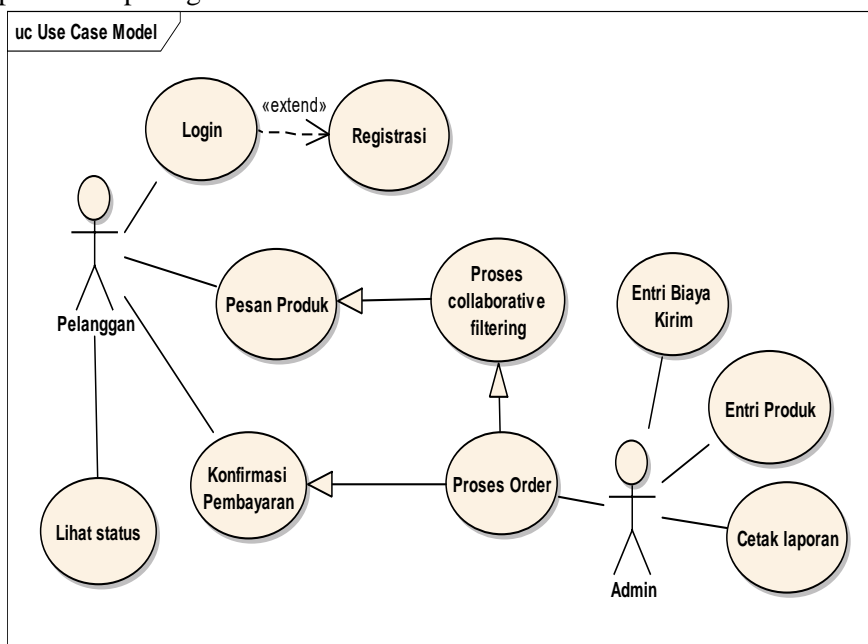 uc Use Case Model
«extend»
Login
Registrasi
Pelanggan
Pesan Produk
Proses
collaborative
filtering
Entri Biaya
Kirim
Entri Produk
Konfirmasi
Pembayaran
Proses Order
Lihat status
Cetak laporan
Admin